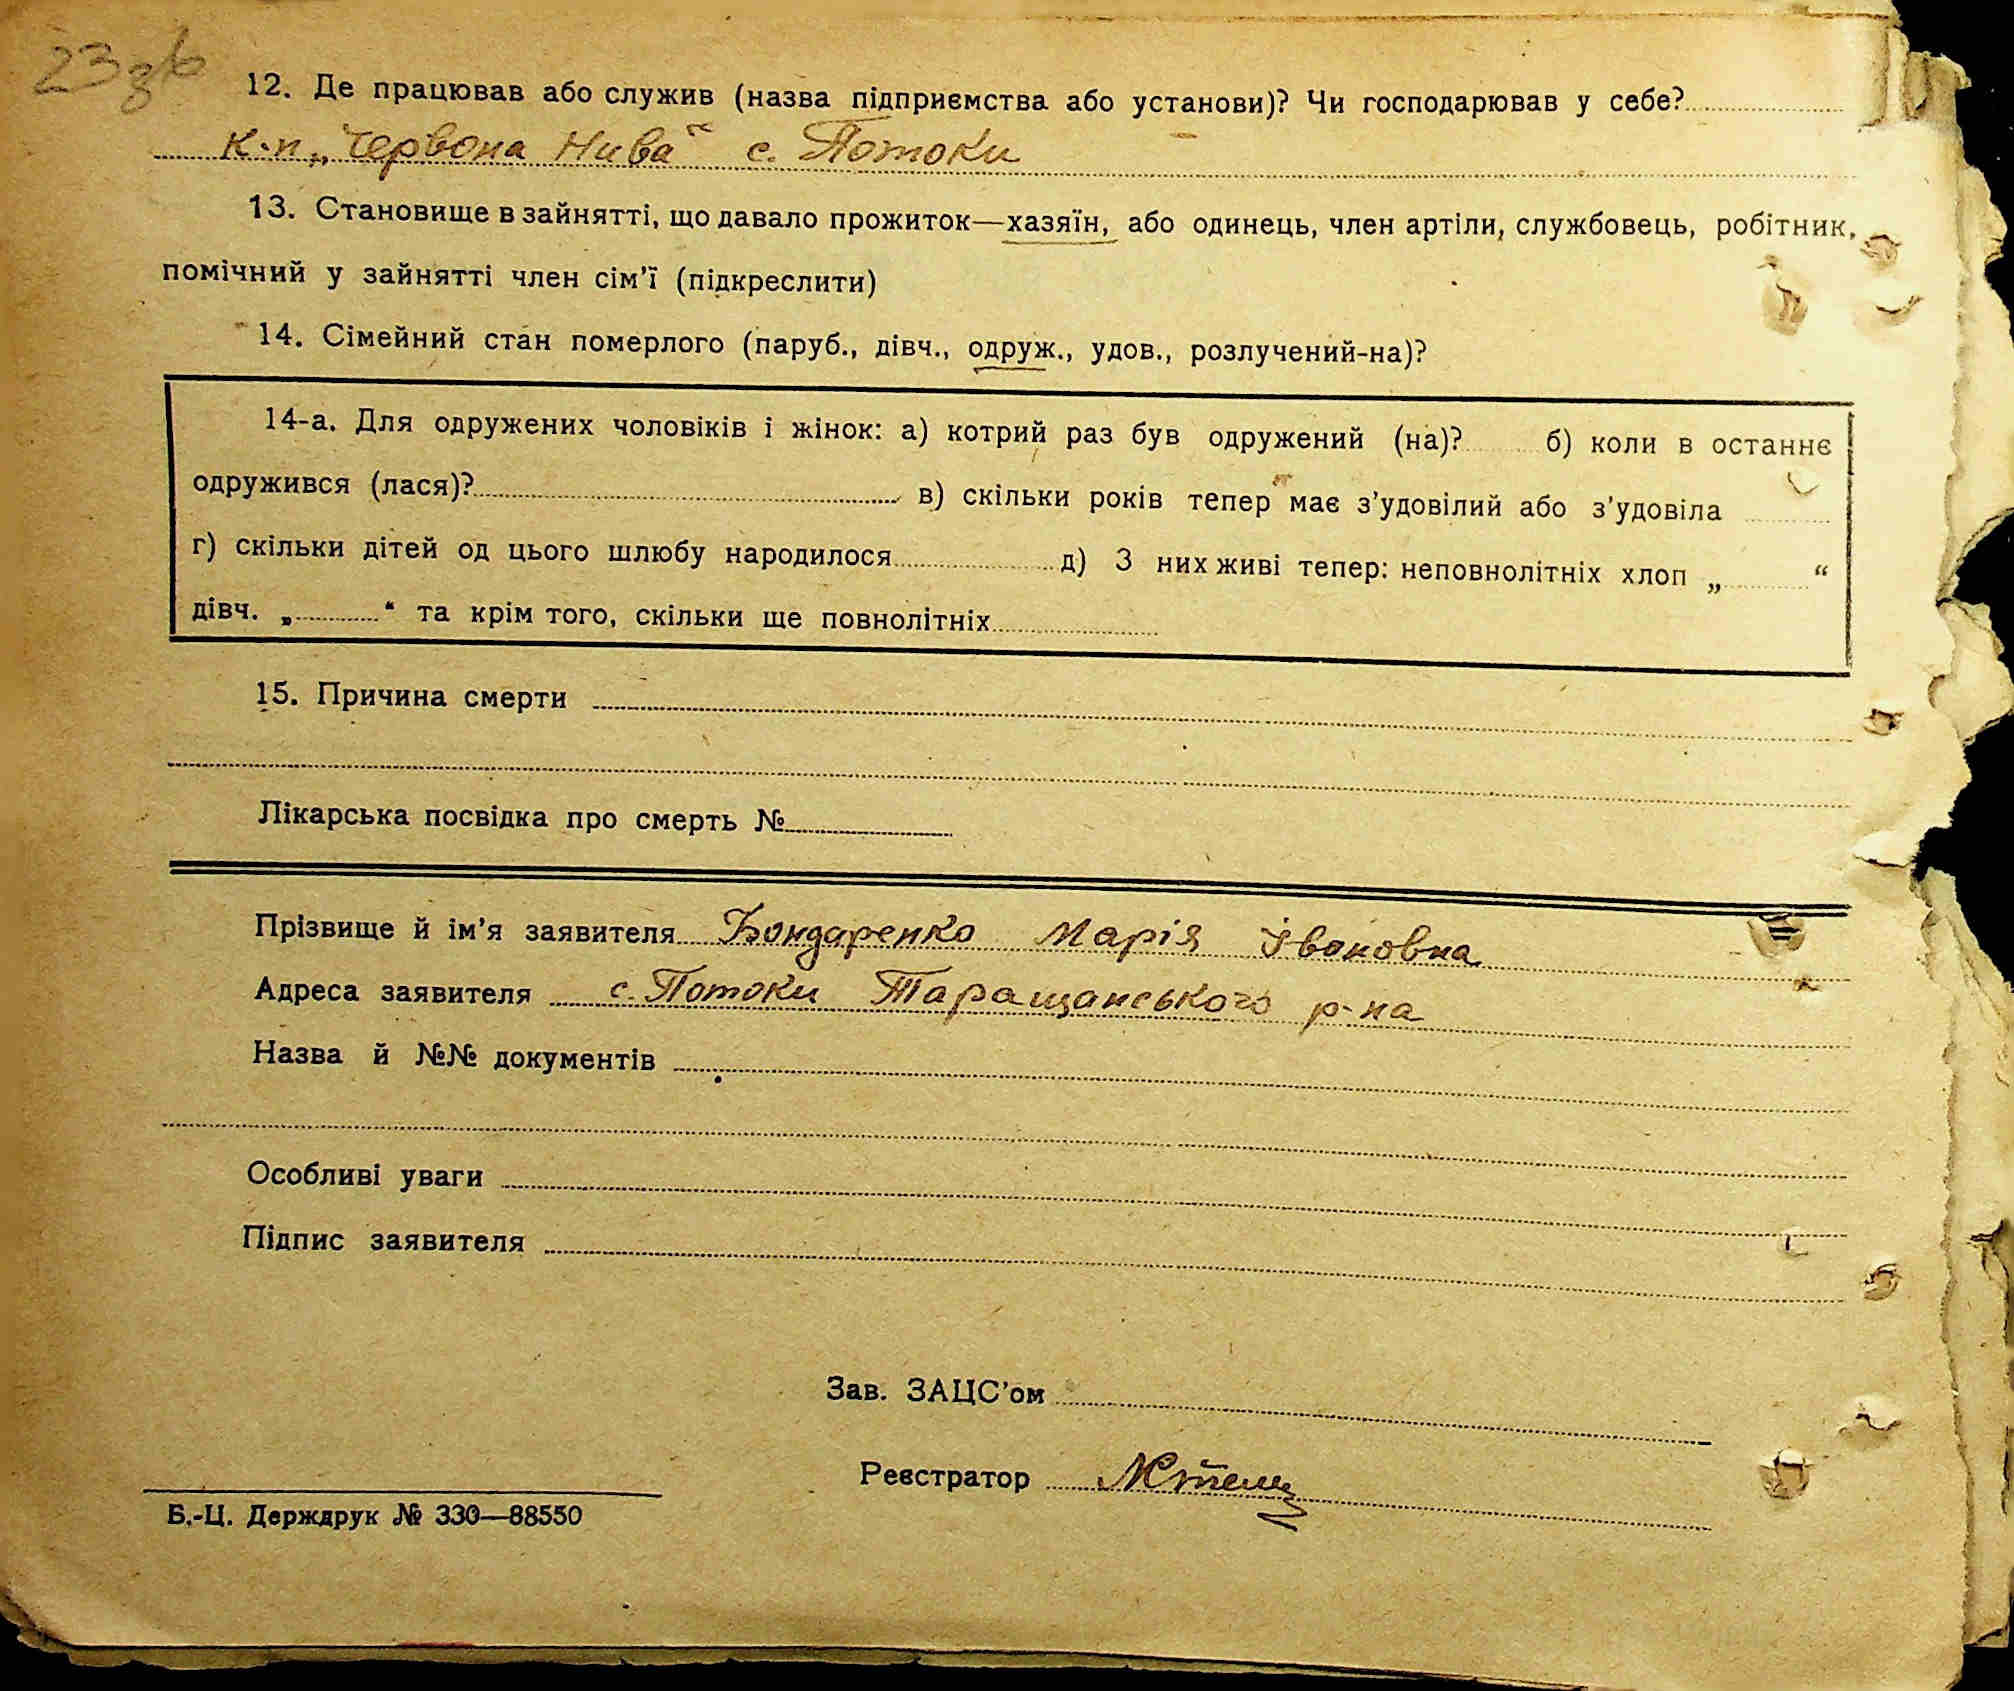 23зв
12. Де працював або служив (назва підприємства або установи)? Чи господарював у себе?
к-п „Червона Нива“ с. Потоки
13. Становище в зайнятті, що давало прожиток—хазяїн, або одинець, член артіли, службовець, робітник,
помічний у зайнятті член сім’ї (підкреслити)
14. Сімейний стан померлого (паруб., дівч., одруж., удов., розлучений-на)?
14-а. Для одружених чоловіків і жінок: а) котрий раз був одружений (на)? б) коли в останнє
одружився (лася)? в) скільки років тепер має з’удовілий або з’удовіла
г) скільки дітей од цього шлюбу народилося д) З них живі тепер: неповнолітніх хлоп „ “
дівч. „ “ та крім того, скільки ще повнолітніх
15. Причина смерти
Лікарська посвідка про смерть №
Прізвище й ім’я заявителя Бондаренко Марія Івановна
Адреса заявителя с. Потоки Таращанського р-на
Назва й №№ документів
Особливі уваги
Підпис заявителя
Зав. ЗАЦС’ом
Реєстратор
Б.-Ц. Держдрук № 330—88550